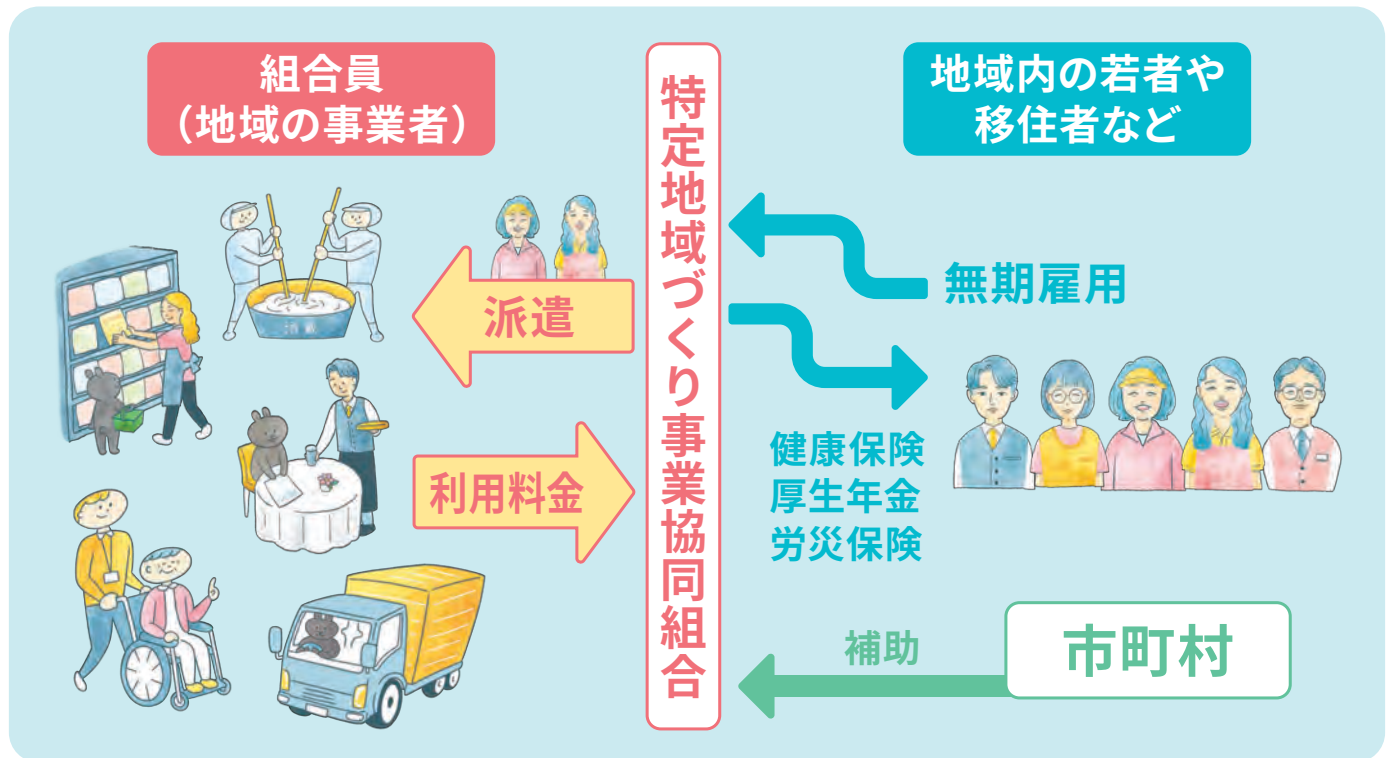 組合員
（地域の事業者）
特定地域づくり事業協同組合
地域内の若者や
移住者など
派遣
利用料金
無期雇用
健康保険
厚生年金
労災保険
補助
市町村